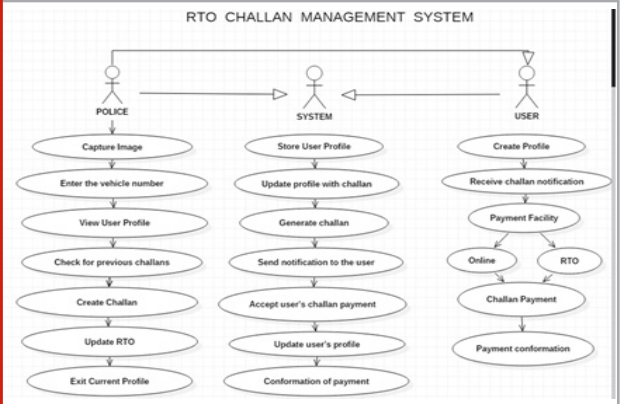 RTO CHALLAN MANAGEMENT SYSTEM
POLICE
SYSTEM
USER
Capture Image
Enter the vehicle number
View User Profile
Check for previous challans
Create Challan
Update RTO
Exit Current Profile
Store User Profile
Update profile with challan
Generate challan
Send notification to the user
Accept user's challan payment
Update user's profile
Conformation of payment
Create Profile
Receive challan notification
Payment Facility
Online
RTO
Challan Payment
Payment conformation